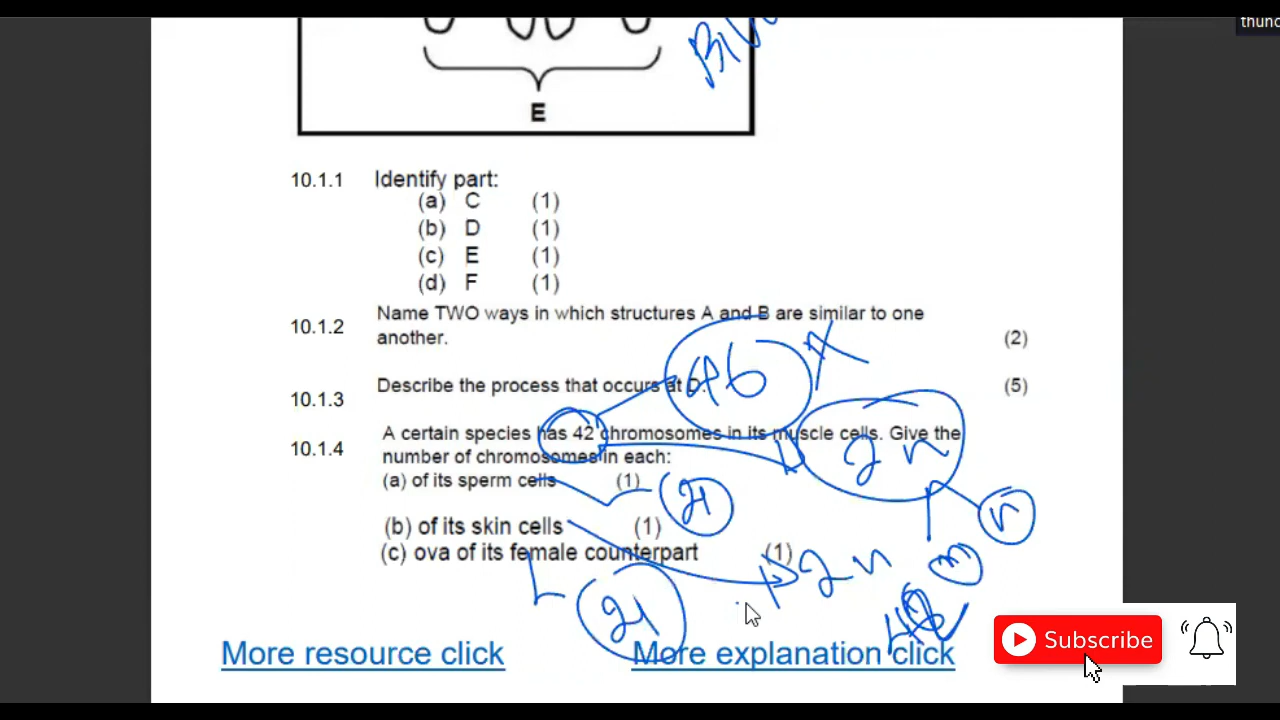 thund
BIV
E
10.1.1 Identify part:
(a) C (1)
(b) D (1)
(c) E (1)
(d) F (1)
10.1.2 Name TWO ways in which structures A and B are similar to one
another. (2)
46
10.1.3 Describe the process that occurs at D. (5)
10.1.4 A certain species has 42 chromosomes in its muscle cells. Give the
number of chromosomes in each:
2n
(a) of its sperm cells (1) 21
n
(b) of its skin cells (1)
(c) ova of its female counterpart (1) 2n
21
42
More resource click More explanation click
Subscribe